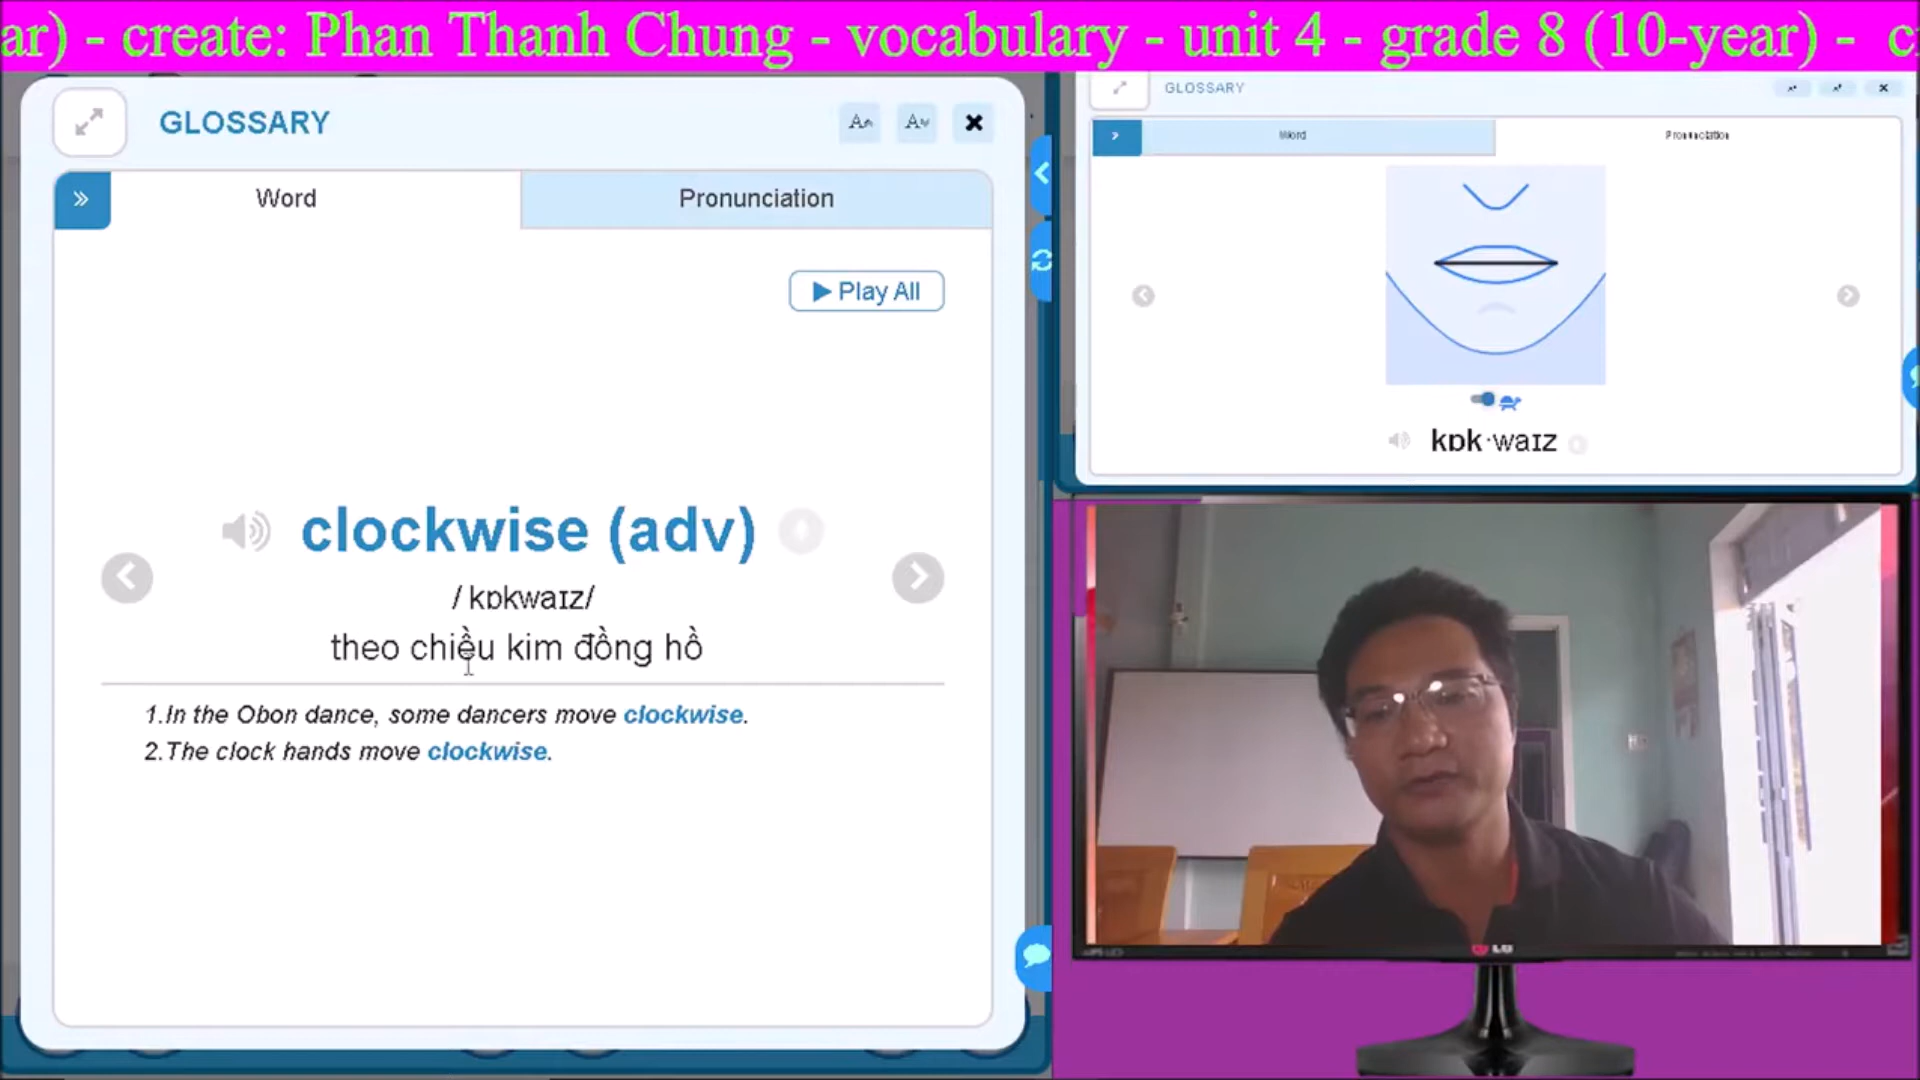 ar) - create: Phan Thanh Chung - vocabulary - unit 4 - grade 8 (10-year) - c
GLOSSARY
Word
Pronunciation
Play All
clockwise (adv)
/ kɒkwaɪz/
theo chiều kim đồng hồ
1.In the Obon dance, some dancers move clockwise.
2.The clock hands move clockwise.
GLOSSARY
Word
Pronunciation
kɒk·waɪz
LG